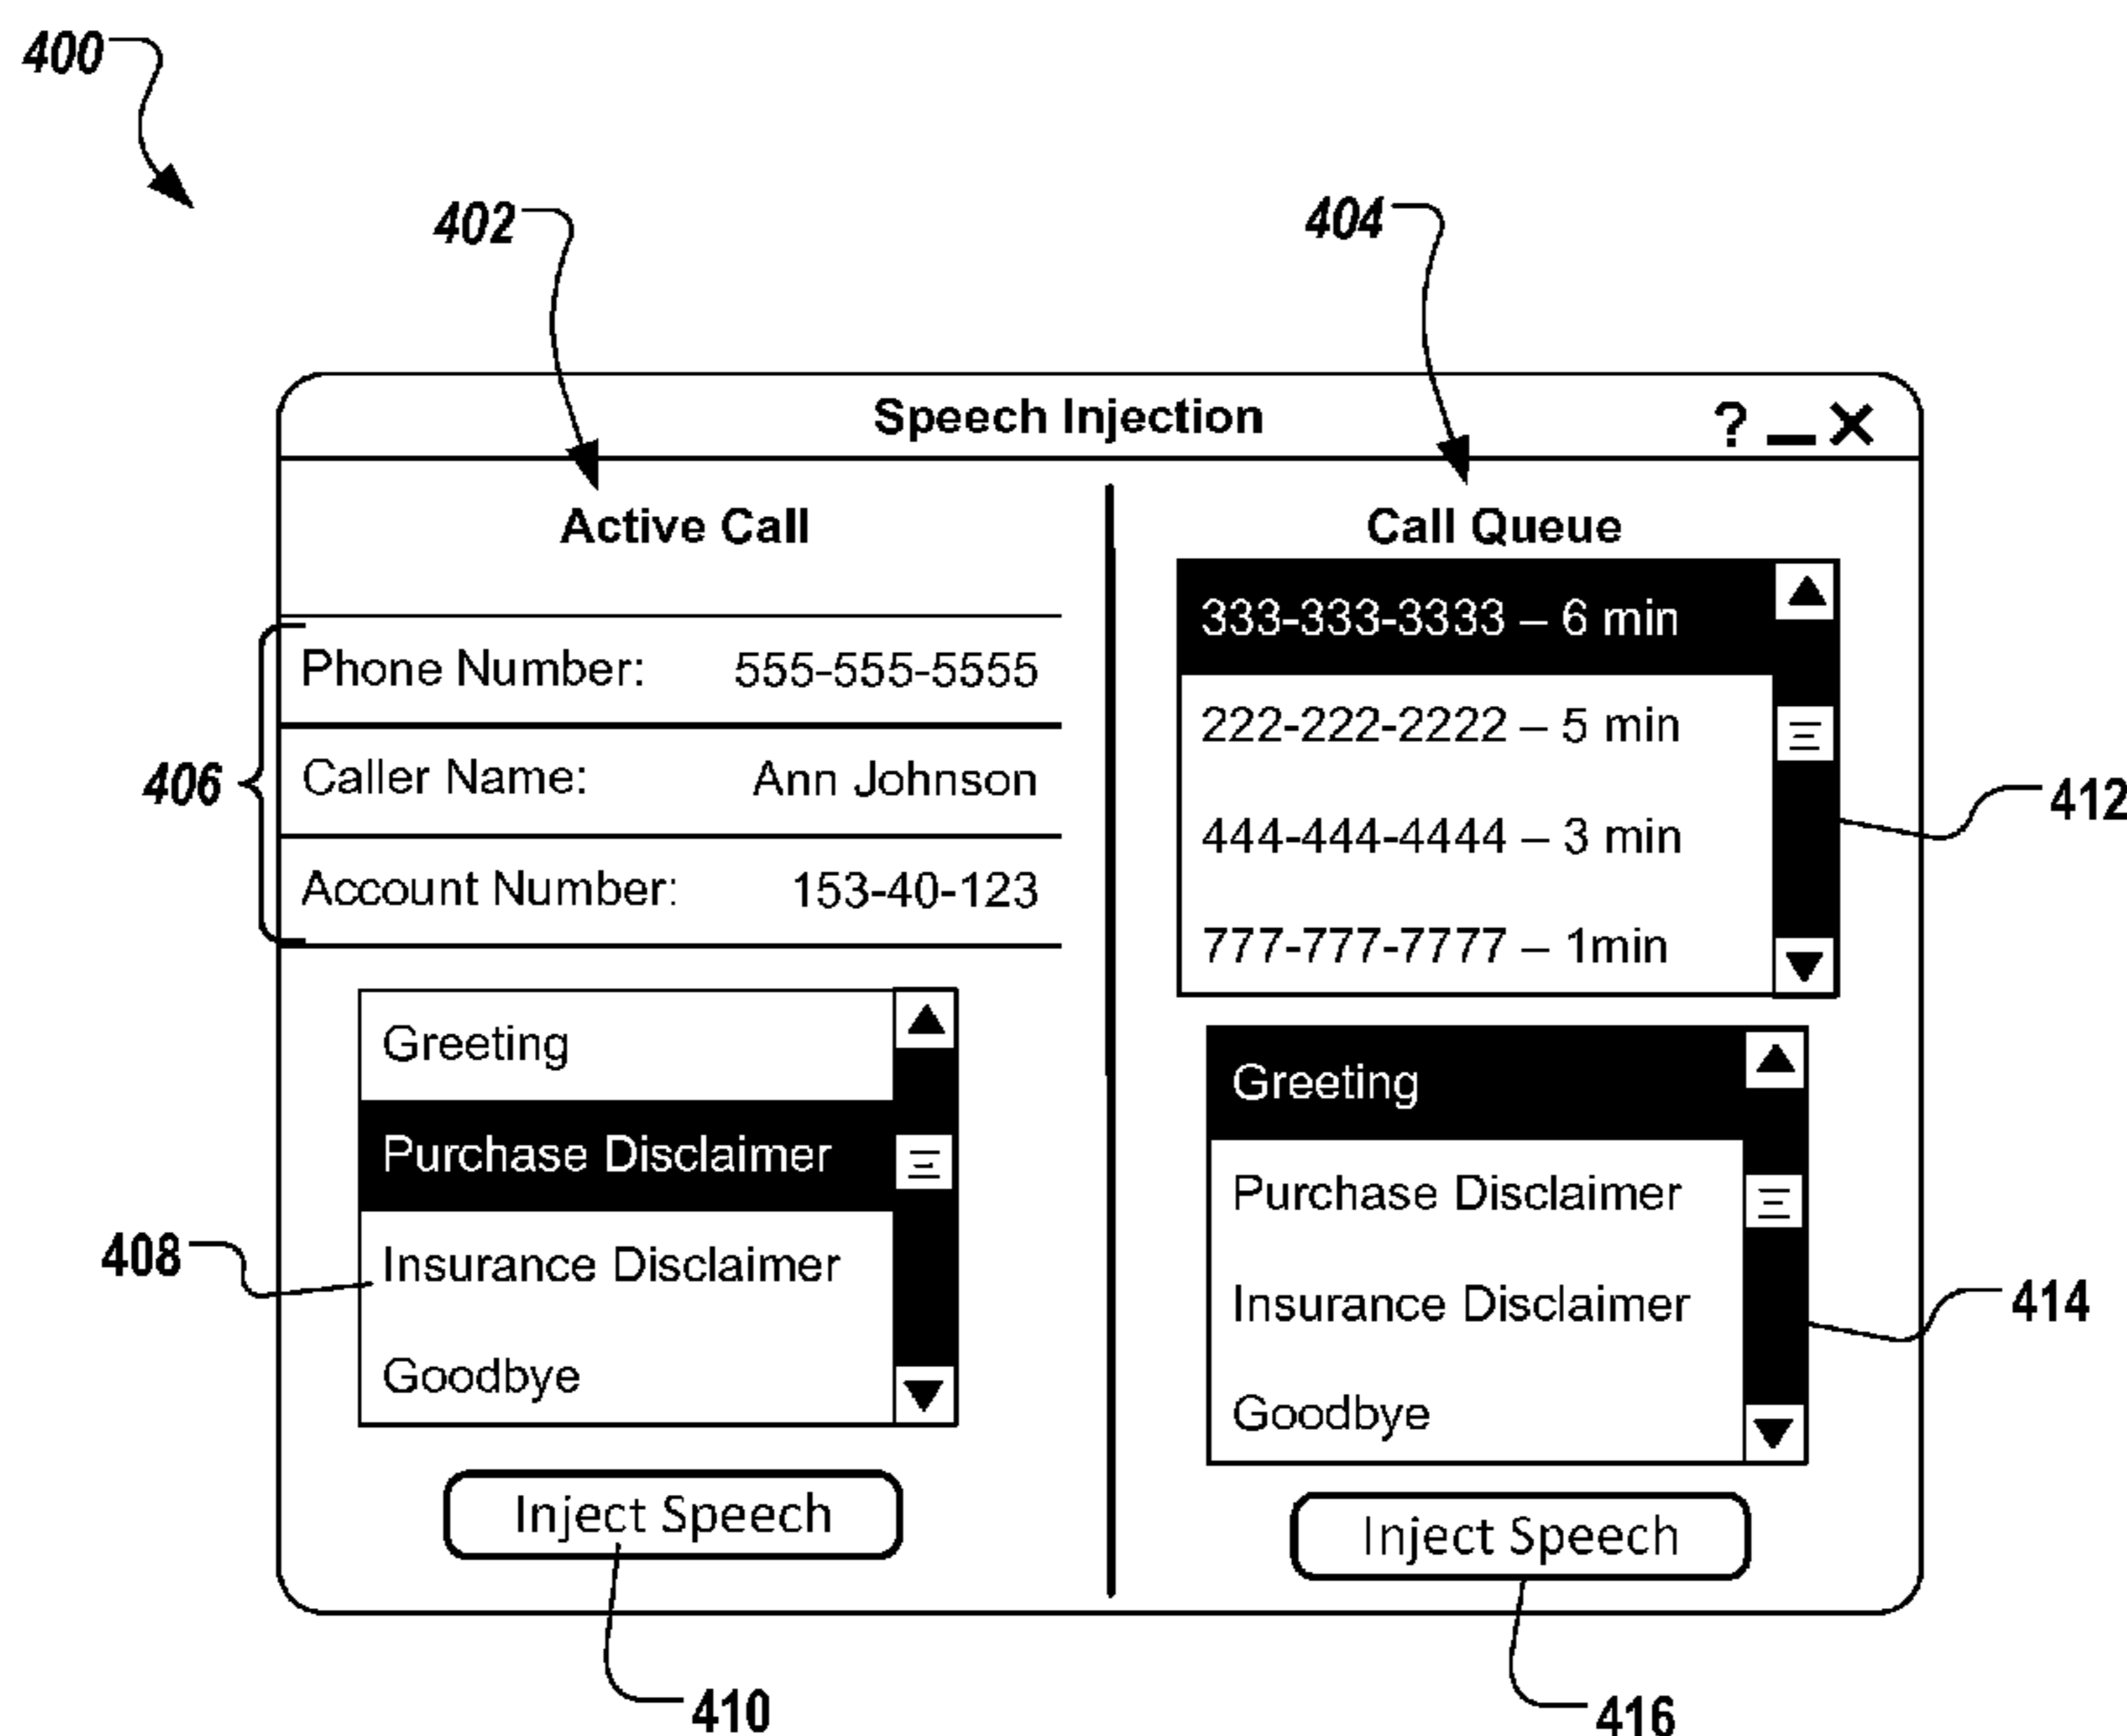 400
402
404
Speech Injection ? _ X
Active Call
Call Queue
Phone Number: 555-555-5555
Caller Name: Ann Johnson
Account Number: 153-40-123
406
333-333-3333 – 6 min
222-222-2222 – 5 min
444-444-4444 – 3 min
777-777-7777 – 1min
412
Greeting
Purchase Disclaimer
Insurance Disclaimer
Goodbye
408
Inject Speech
410
Greeting
Purchase Disclaimer
Insurance Disclaimer
Goodbye
414
Inject Speech
416